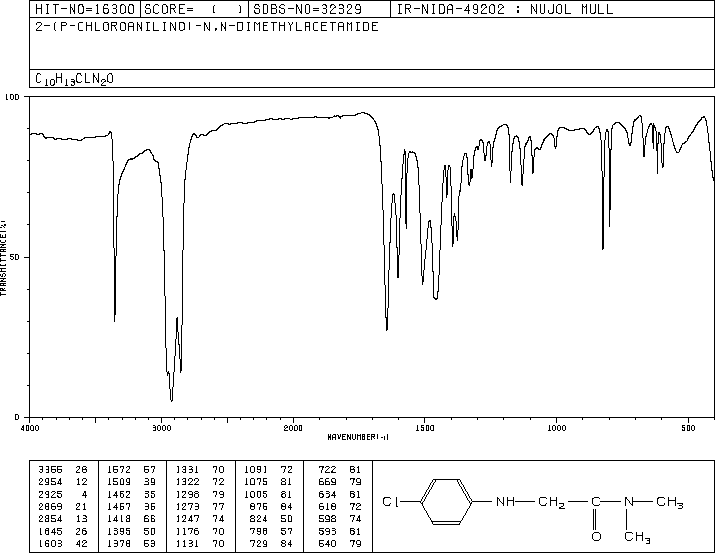 HIT-NO=16300 SCORE= ( ) SDBS-NO=32329 IR-NIDA-49202 : NUJOL MULL
2-(P-CHLOROANILINO)-N,N-DIMETHYLACETAMIDE
C10H13CLN2O
100
50
0
TRANSMITTANCE(%)
4000 3000 2000 1500 1000 500
WAVENUMBER(-1)
3366 28 1572 57 1331 70 1091 72 722 81
2954 12 1509 39 1322 72 1075 81 669 79
2925 4 1462 35 1298 79 1005 81 634 81
2869 21 1457 36 1273 77 876 84 618 72
2854 13 1418 66 1247 74 824 50 598 74
1645 26 1395 50 1176 70 798 57 593 81
1603 42 1378 53 1131 70 729 84 540 79
Cl NH CH2 C N CH3
O CH3